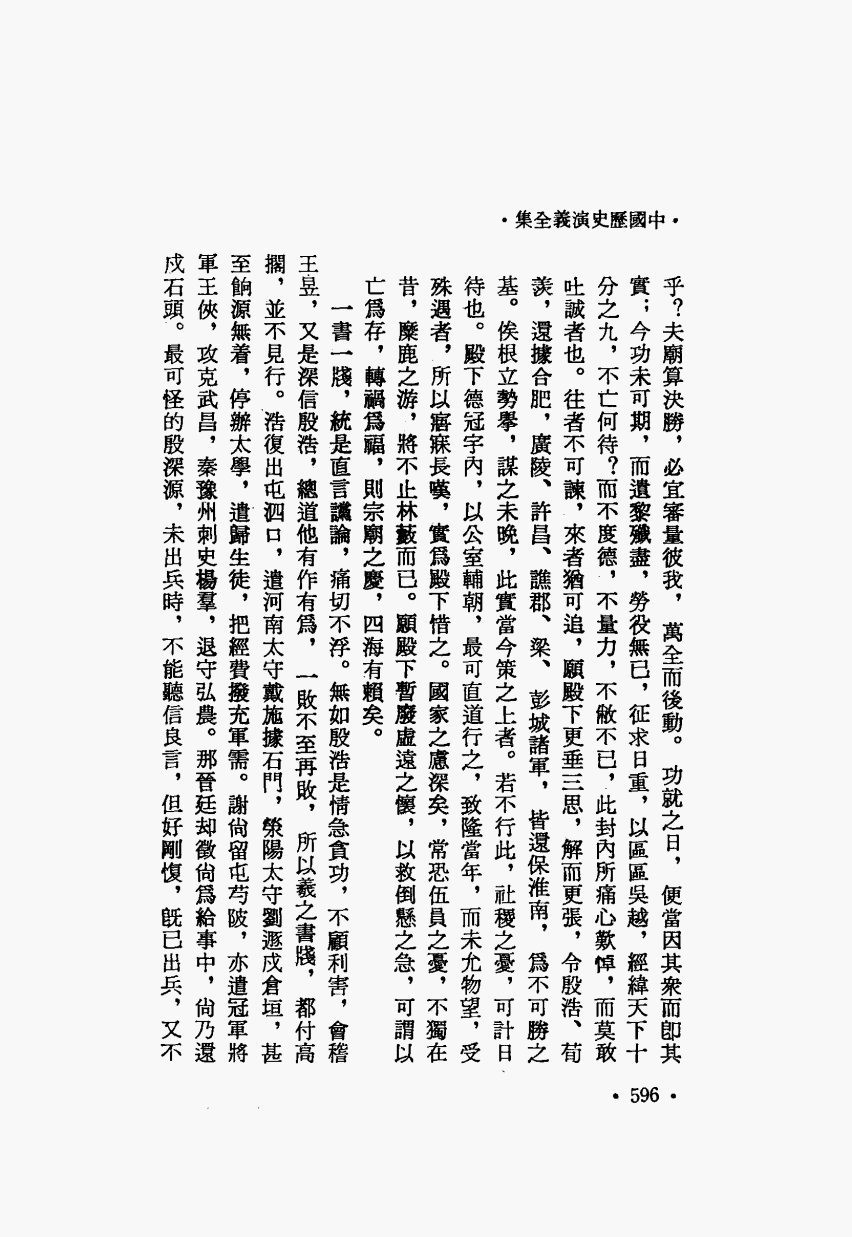 ·中國歷史演義全集·
乎？夫廟算決勝，必宜審量彼我，萬全而後動。功就之日，便當因其衆而卽其
實；今功未可期，而遺黎殲盡，勞役無已，征求日重，以區區吳越，經緯天下十
分之九，不亡何待？而不度德，不量力，不敝不已，此封內所痛心歎悼，而莫敢
吐誠者也。往者不可諫，來者猶可追，願殿下更垂三思，解而更張，令殷浩、荀
羨，還據合肥，廣陵、許昌、譙郡、梁、彭城諸軍，皆還保淮南，爲不可勝之
基。俟根立勢擧，謀之未晚，此實當今策之上者。若不行此，社稷之憂，可計日
待也。殿下德冠宇內，以公室輔朝，最可直道行之，致隆當年，而未允物望，受
殊遇者，所以寤寐長嘆，實爲殿下惜之。國家之慮深矣，常恐伍員之憂，不獨在
昔，麋鹿之游，將不止林藪而已。願殿下暫廢虛遠之懷，以救倒懸之急，可謂以
亡爲存，轉禍爲福，則宗廟之慶，四海有賴矣。
一書一牋，統是直言讜論，痛切不浮。無如殷浩是情急貪功，不顧利害，會稽
王昱，又是深信殷浩，總道他有作有爲，一敗不至再敗，所以羲之書牋，都付高
擱，並不見行。浩復出屯泗口，遣河南太守戴施據石門，滎陽太守劉遯戍倉垣，甚
至餉源無着，停辦太學，遣歸生徒，把經費撥充軍需。謝尙留屯芍陂，亦遣冠軍將
軍王俠，攻克武昌，秦豫州刺史楊羣，退守弘農。那晉廷却徵尙爲給事中，尙乃還
戍石頭。最可怪的殷深源，未出兵時，不能聽信良言，但好剛愎，旣已出兵，又不
·596·